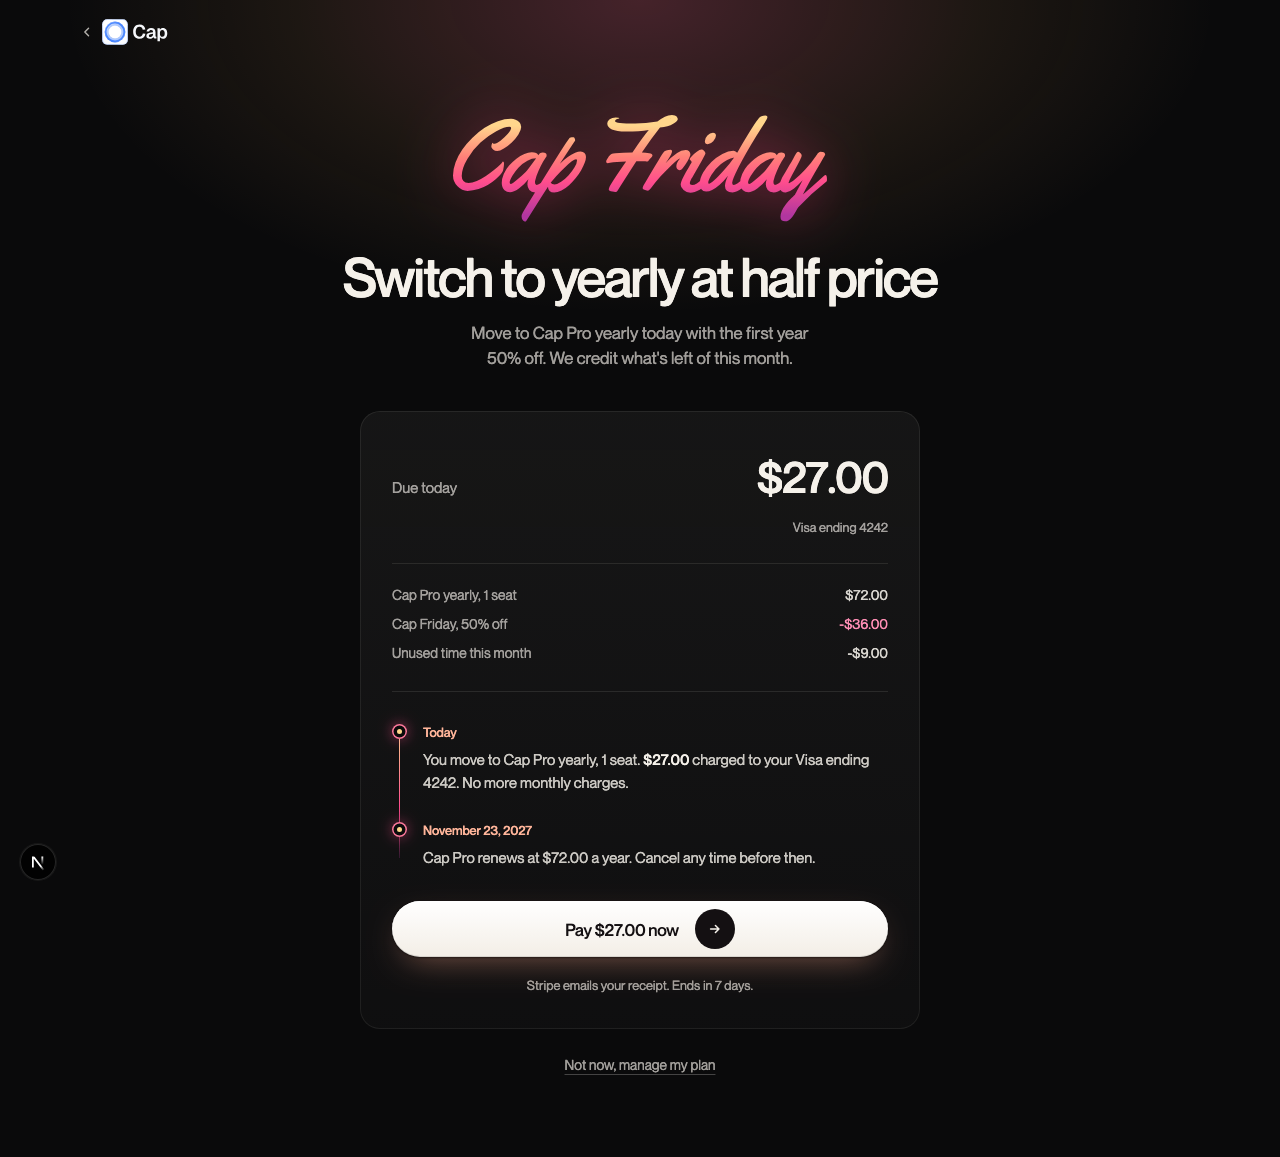 Cap
Cap Friday
Switch to yearly at half price
Move to Cap Pro yearly today with the first year
50% off. We credit what's left of this month.
Due today
$27.00
Visa ending 4242
Cap Pro yearly, 1 seat
$72.00
Cap Friday, 50% off
-$36.00
Unused time this month
-$9.00
Today
You move to Cap Pro yearly, 1 seat. $27.00 charged to your Visa ending
4242. No more monthly charges.
November 23, 2027
Cap Pro renews at $72.00 a year. Cancel any time before then.
N
Pay $27.00 now
Stripe emails your receipt. Ends in 7 days.
Not now, manage my plan